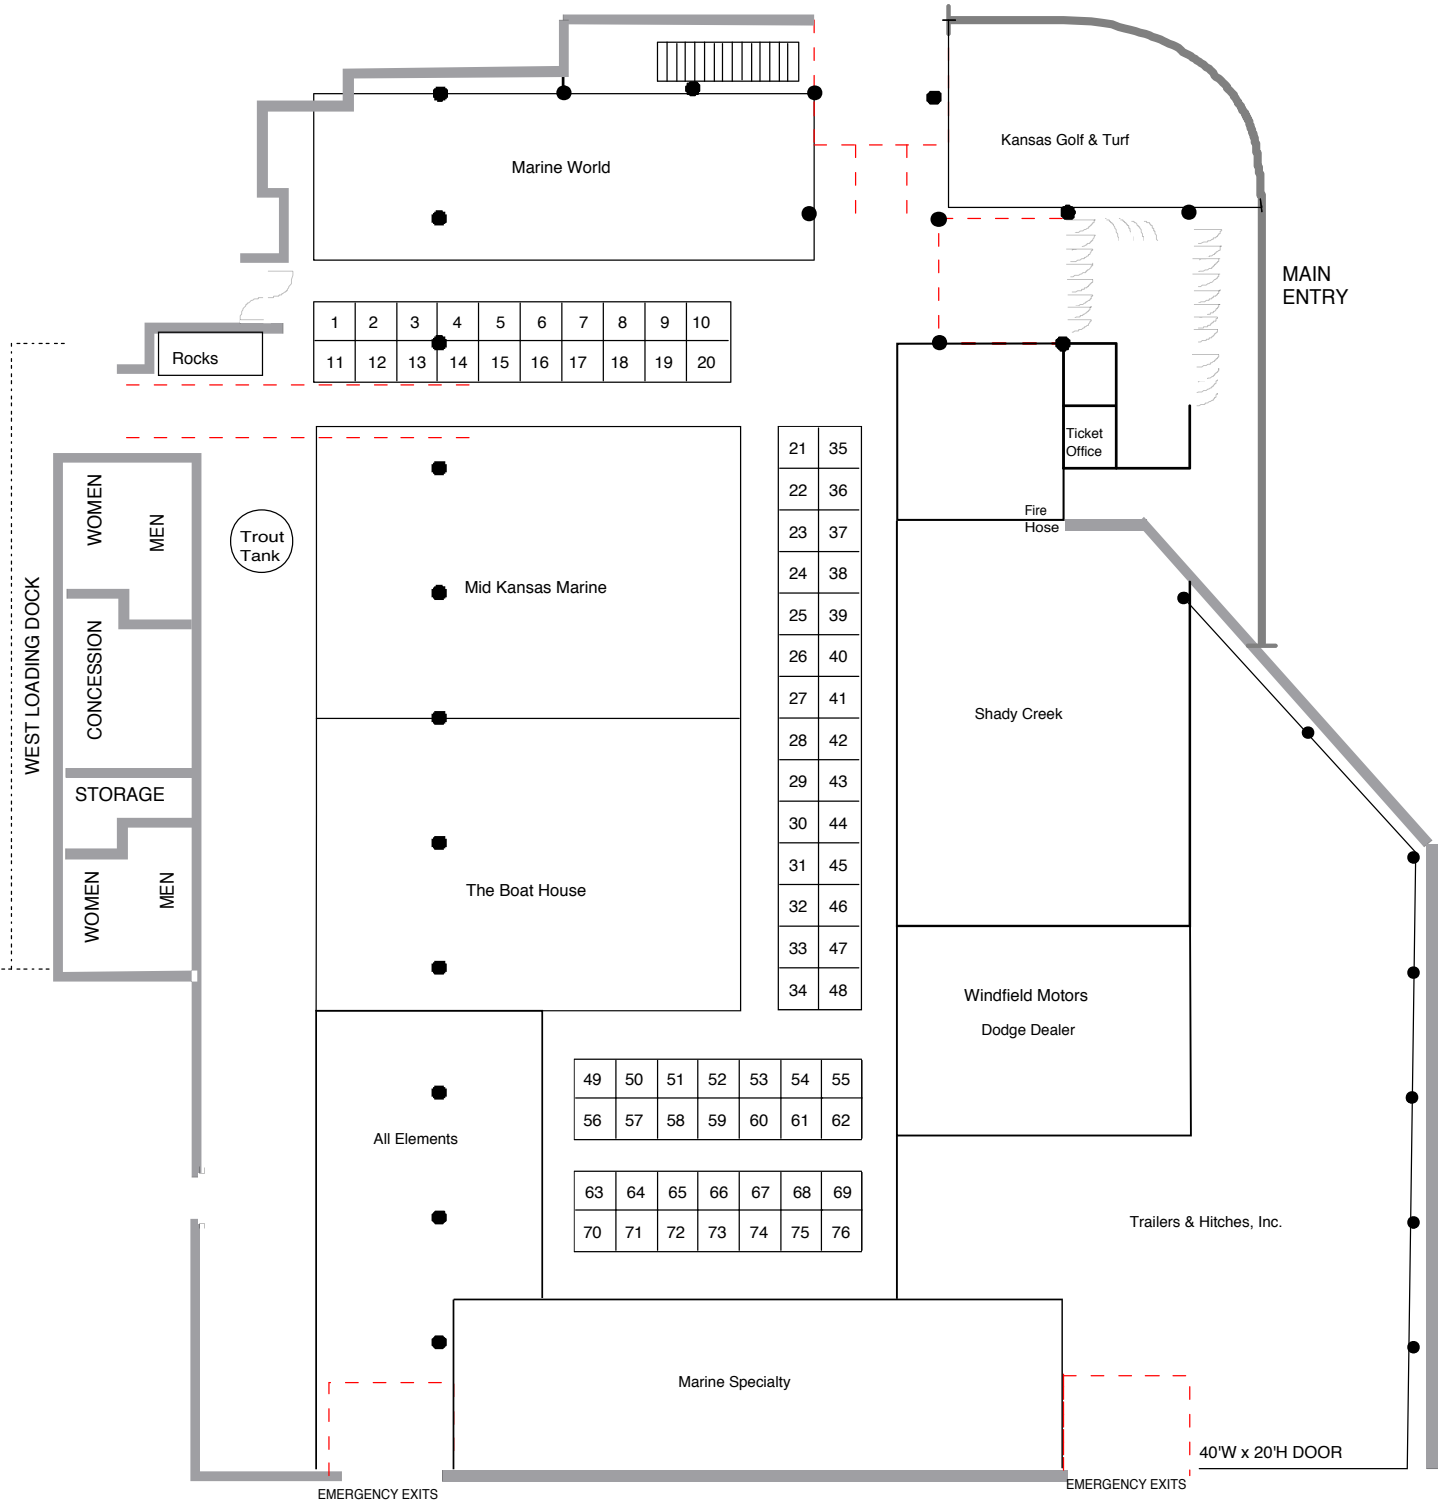 Kansas Golf & Turf
Marine World
MAIN
ENTRY
1 2 3 4 5 6 7 8 9 10
11 12 13 14 15 16 17 18 19 20
Rocks
Ticket
Office
Fire
Hose
21 35
22 36
23 37
24 38
25 39
26 40
27 41
28 42
29 43
30 44
31 45
32 46
33 47
34 48
WOMEN
MEN
Trout
Tank
Mid Kansas Marine
WEST LOADING DOCK
CONCESSION
Shady Creek
STORAGE
WOMEN
MEN
The Boat House
Windfield Motors
Dodge Dealer
49 50 51 52 53 54 55
56 57 58 59 60 61 62
All Elements
63 64 65 66 67 68 69
70 71 72 73 74 75 76
Trailers & Hitches, Inc.
Marine Specialty
40'W x 20'H DOOR
EMERGENCY EXITS
EMERGENCY EXITS